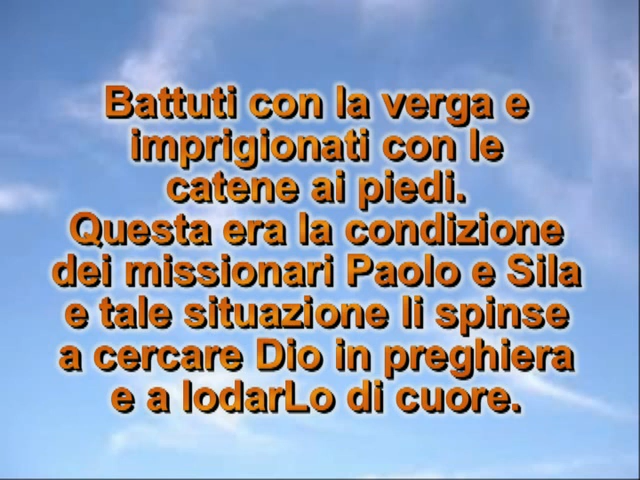 Battuti con la verga e
imprigionati con le
catene ai piedi.
Questa era la condizione
dei missionari Paolo e Sila
e tale situazione li spinse
a cercare Dio in preghiera
e a lodarLo di cuore.